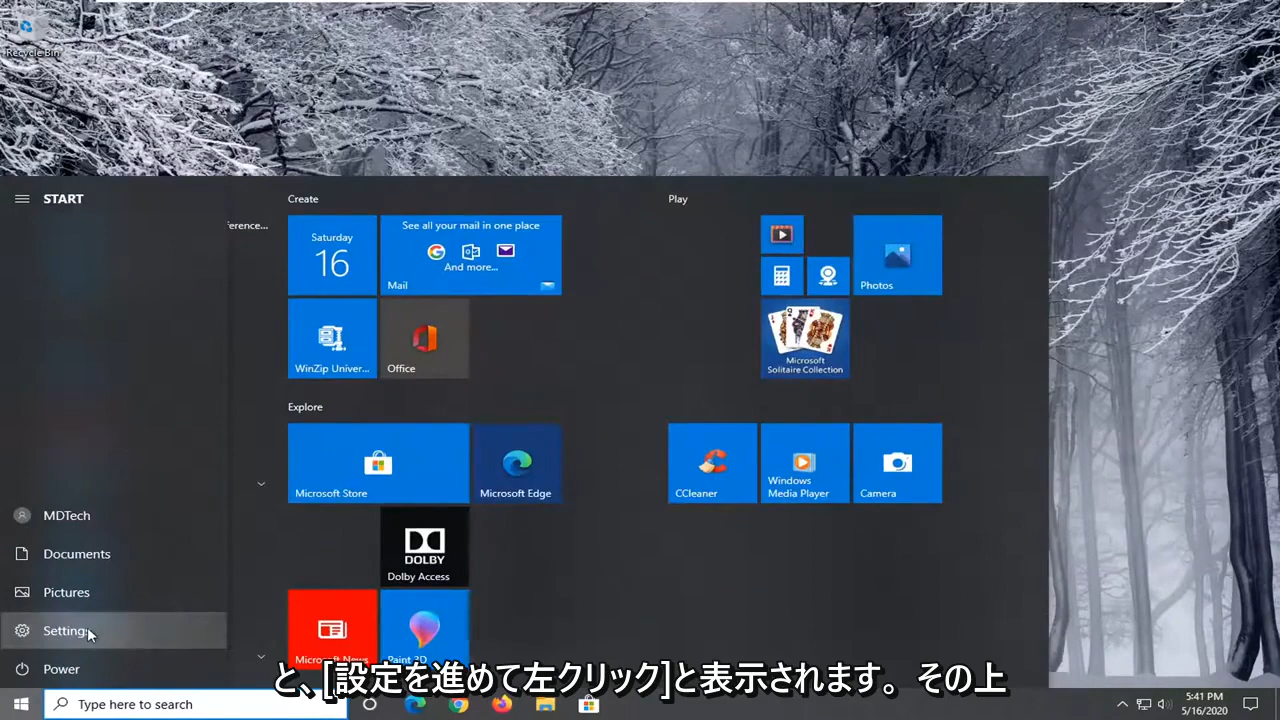 Recycle Bin
START
ference...
Create
Play
Saturday
16
See all your mail in one place
And more...
Mail
Photos
WinZip Univer...
Office
Microsoft
Solitaire Collection
Explore
Microsoft Store
Microsoft Edge
CCleaner
Windows
Media Player
Camera
MDTech
Documents
DOLBY
Dolby Access
Pictures
Settings
Microsoft News
Paint 3D
Power
と、[設定を進めて左クリック]と表示されます。 その上
Type here to search
5:41 PM
5/16/2020